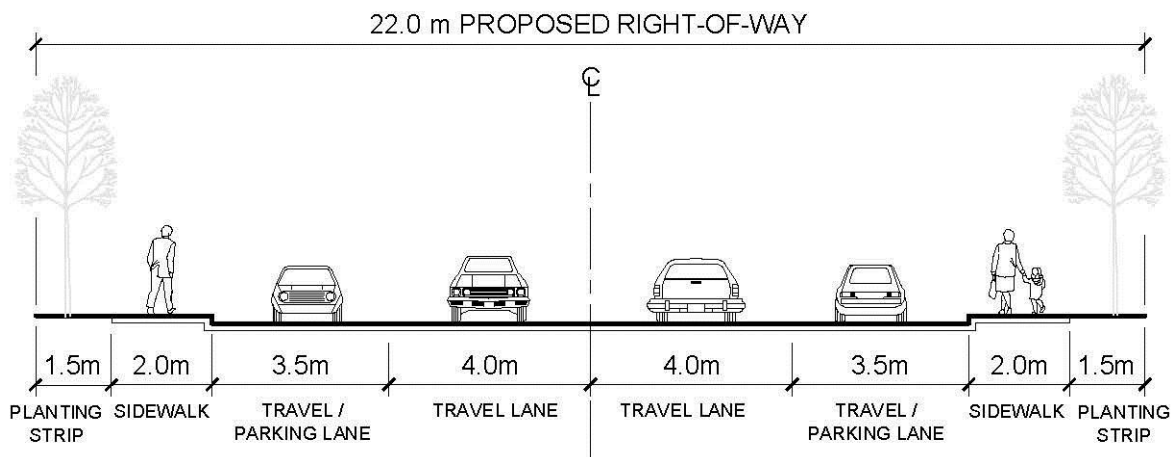 22.0 m PROPOSED RIGHT-OF-WAY
CL
1.5m 2.0m 3.5m 4.0m 4.0m 3.5m 2.0m 1.5m
PLANTING STRIP
SIDEWALK
TRAVEL /
PARKING LANE
TRAVEL LANE
TRAVEL LANE
TRAVEL /
PARKING LANE
SIDEWALK
PLANTING
STRIP